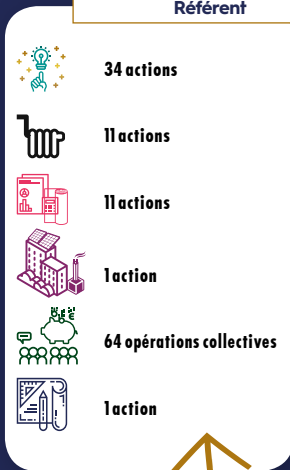 Référent
34 actions
11 actions
11 actions
1 action
64 opérations collectives
1 action